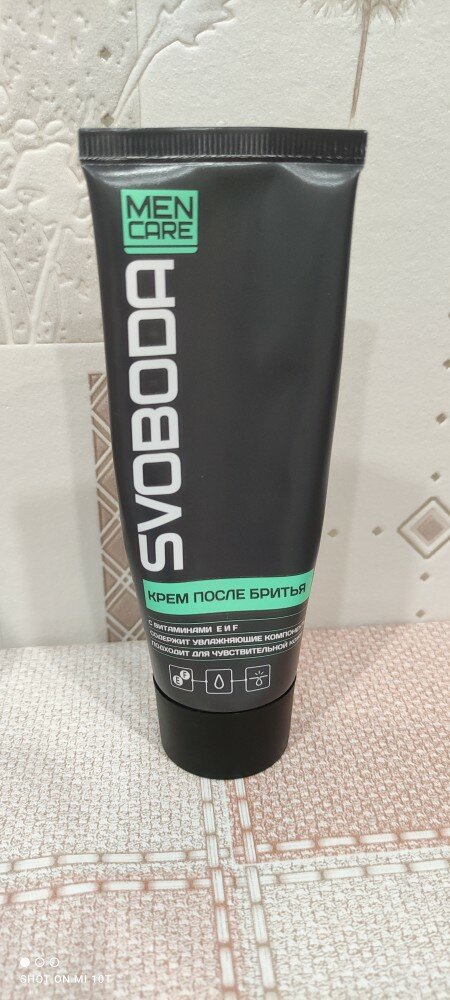 MEN
CARE
SVOBODA
КРЕМ ПОСЛЕ БРИТЬЯ
С ВИТАМИНАМИ E И F
СОДЕРЖИТ УВЛАЖНЯЮЩИЕ
ПОДХОДИТ ДЛЯ ЧУВСТВИТЕЛЬНОЙ
E F
SHOT ON MI 10T